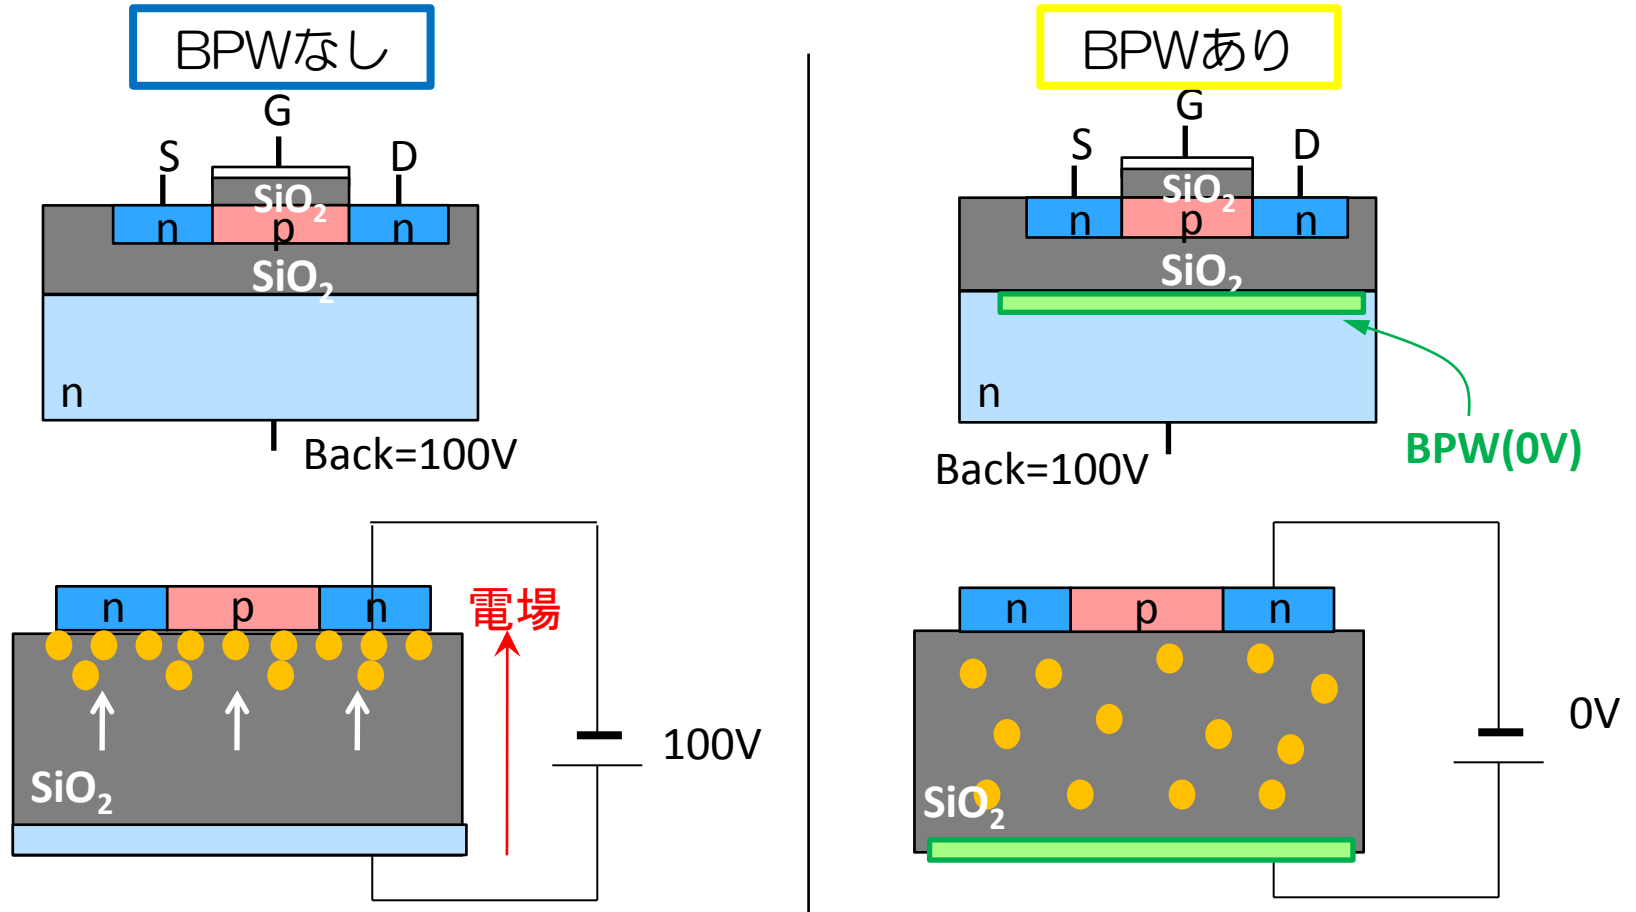 BPWなし
G
S
D
SiO2
n
p
n
SiO2
n
Back=100V
n
p
n
電場
100V
SiO2
BPWあり
G
S
D
SiO2
n
p
n
SiO2
n
BPW(0V)
Back=100V
n
p
n
0V
SiO2